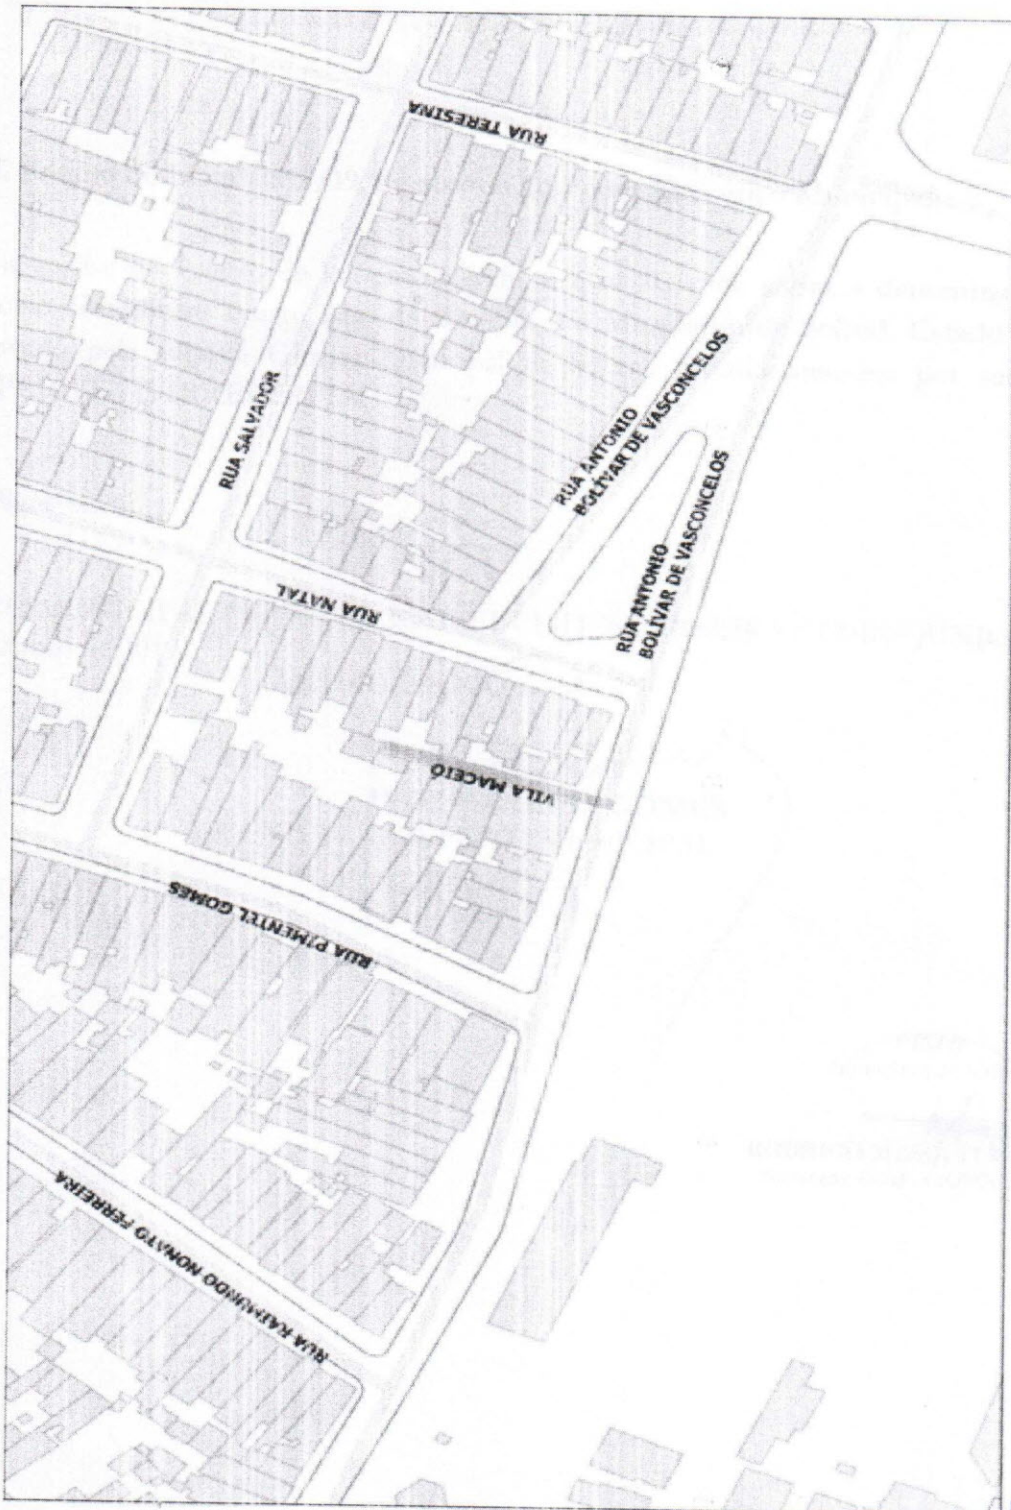 RUA TERESINA
RUA SALVADOR
RUA ANTONIO
BOLIVAR DE VASCONCELOS
RUA ANTONIO
BOLIVAR DE VASCONCELOS
RUA NATAL
VILA MACEIÓ
RUA PIMENTEL GOMES
RUA RAIMUNDO NONATO FERREIRA